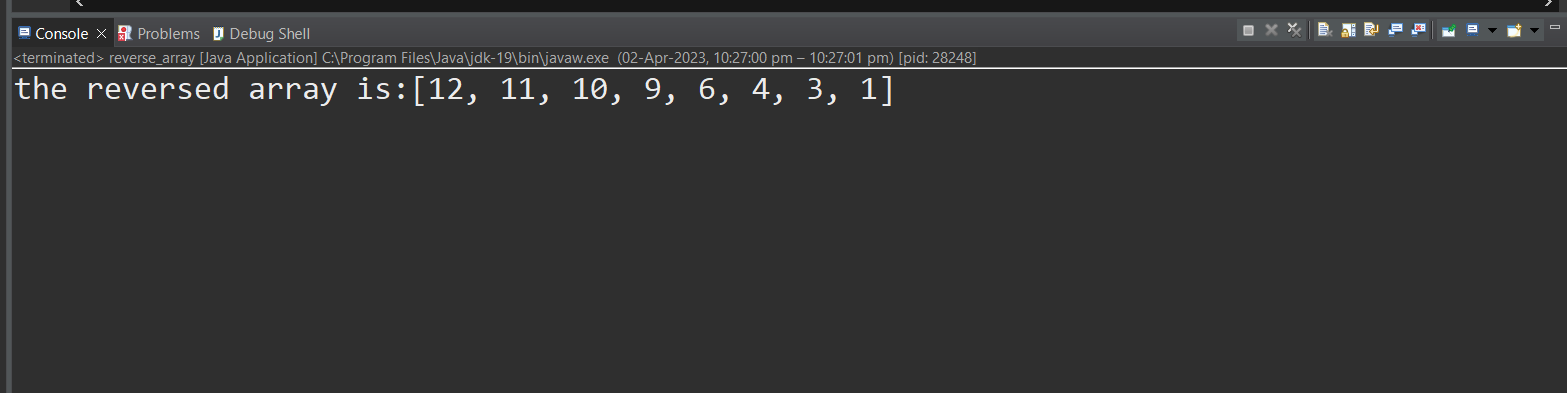 Console Problems Debug Shell
<terminated> reverse_array [Java Application] C:\Program Files\Java\jdk-19\bin\javaw.exe (02-Apr-2023, 10:27:00 pm – 10:27:01 pm) [pid: 28248]
the reversed array is:[12, 11, 10, 9, 6, 4, 3, 1]